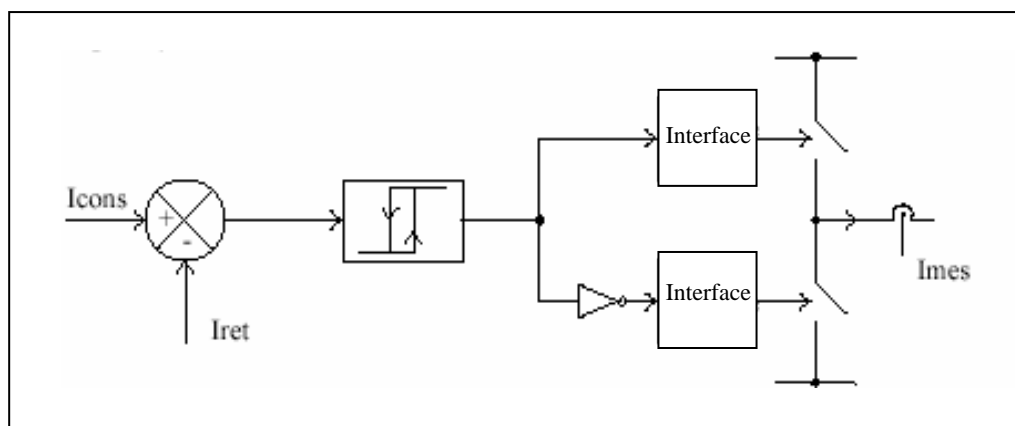 Interface
Icons
+
-
Interface
Imes
Iret